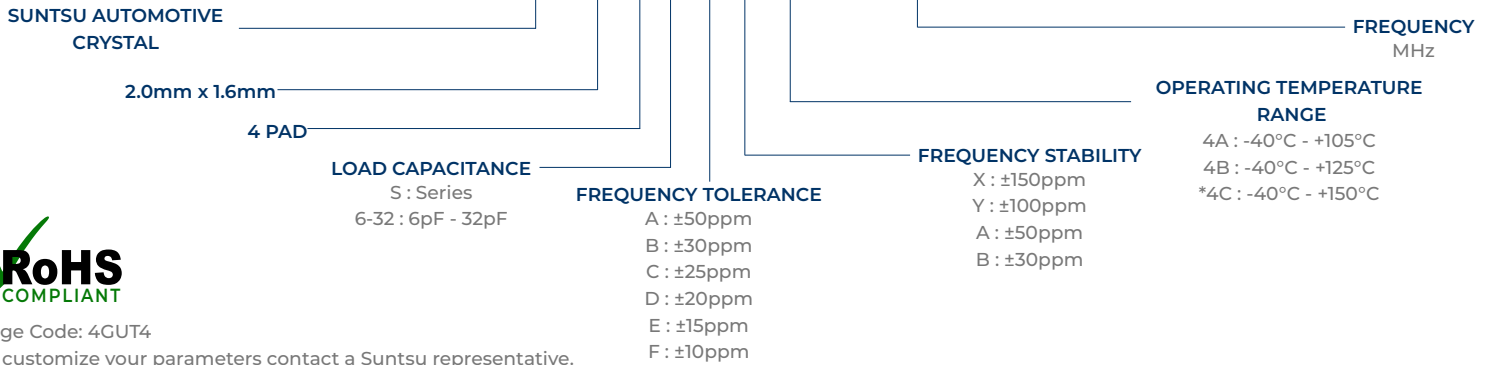 SUNTSU AUTOMOTIVE
CRYSTAL
2.0mm x 1.6mm
4 PAD
LOAD CAPACITANCE
S : Series
6-32 : 6pF - 32pF
FREQUENCY TOLERANCE
A : ±50ppm
B : ±30ppm
C : ±25ppm
D : ±20ppm
E : ±15ppm
F : ±10ppm
FREQUENCY STABILITY
X : ±150ppm
Y : ±100ppm
A : ±50ppm
B : ±30ppm
OPERATING TEMPERATURE
RANGE
4A : -40°C - +105°C
4B : -40°C - +125°C
*4C : -40°C - +150°C
FREQUENCY
MHz
RoHS
COMPLIANT
Code: 4GUT4
customize your parameters contact a Suntsu representative.